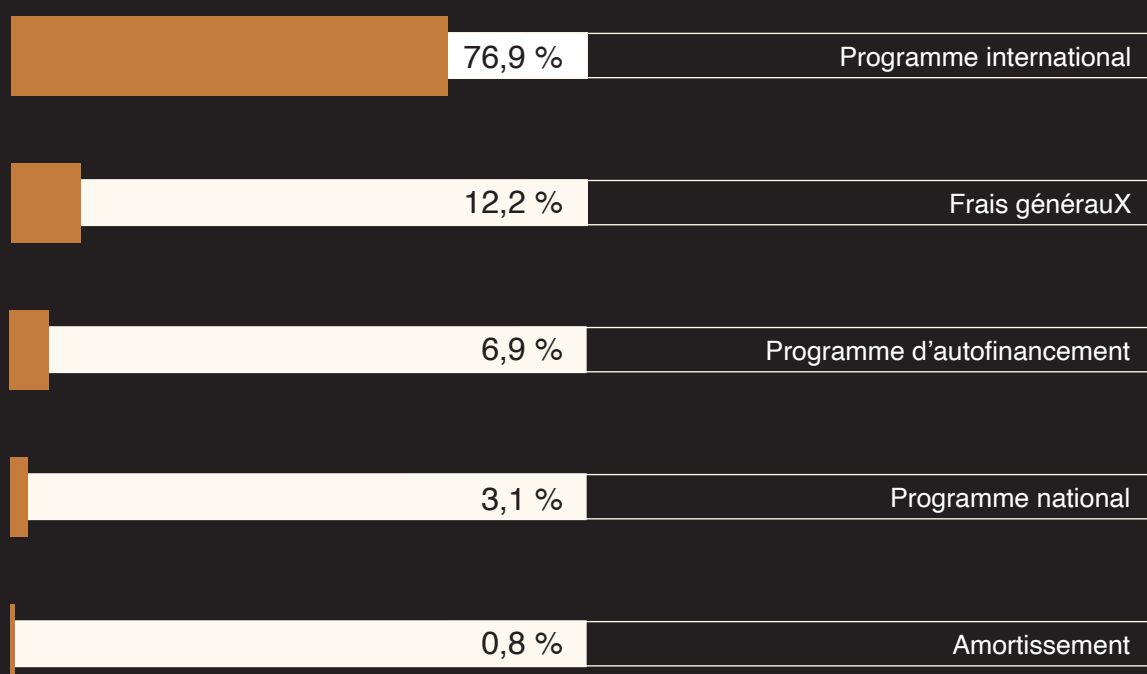 76,9 % Programme international
12,2 % Frais générauX
6,9 % Programme d'autofinancement
3,1 % Programme national
0,8 % Amortissement